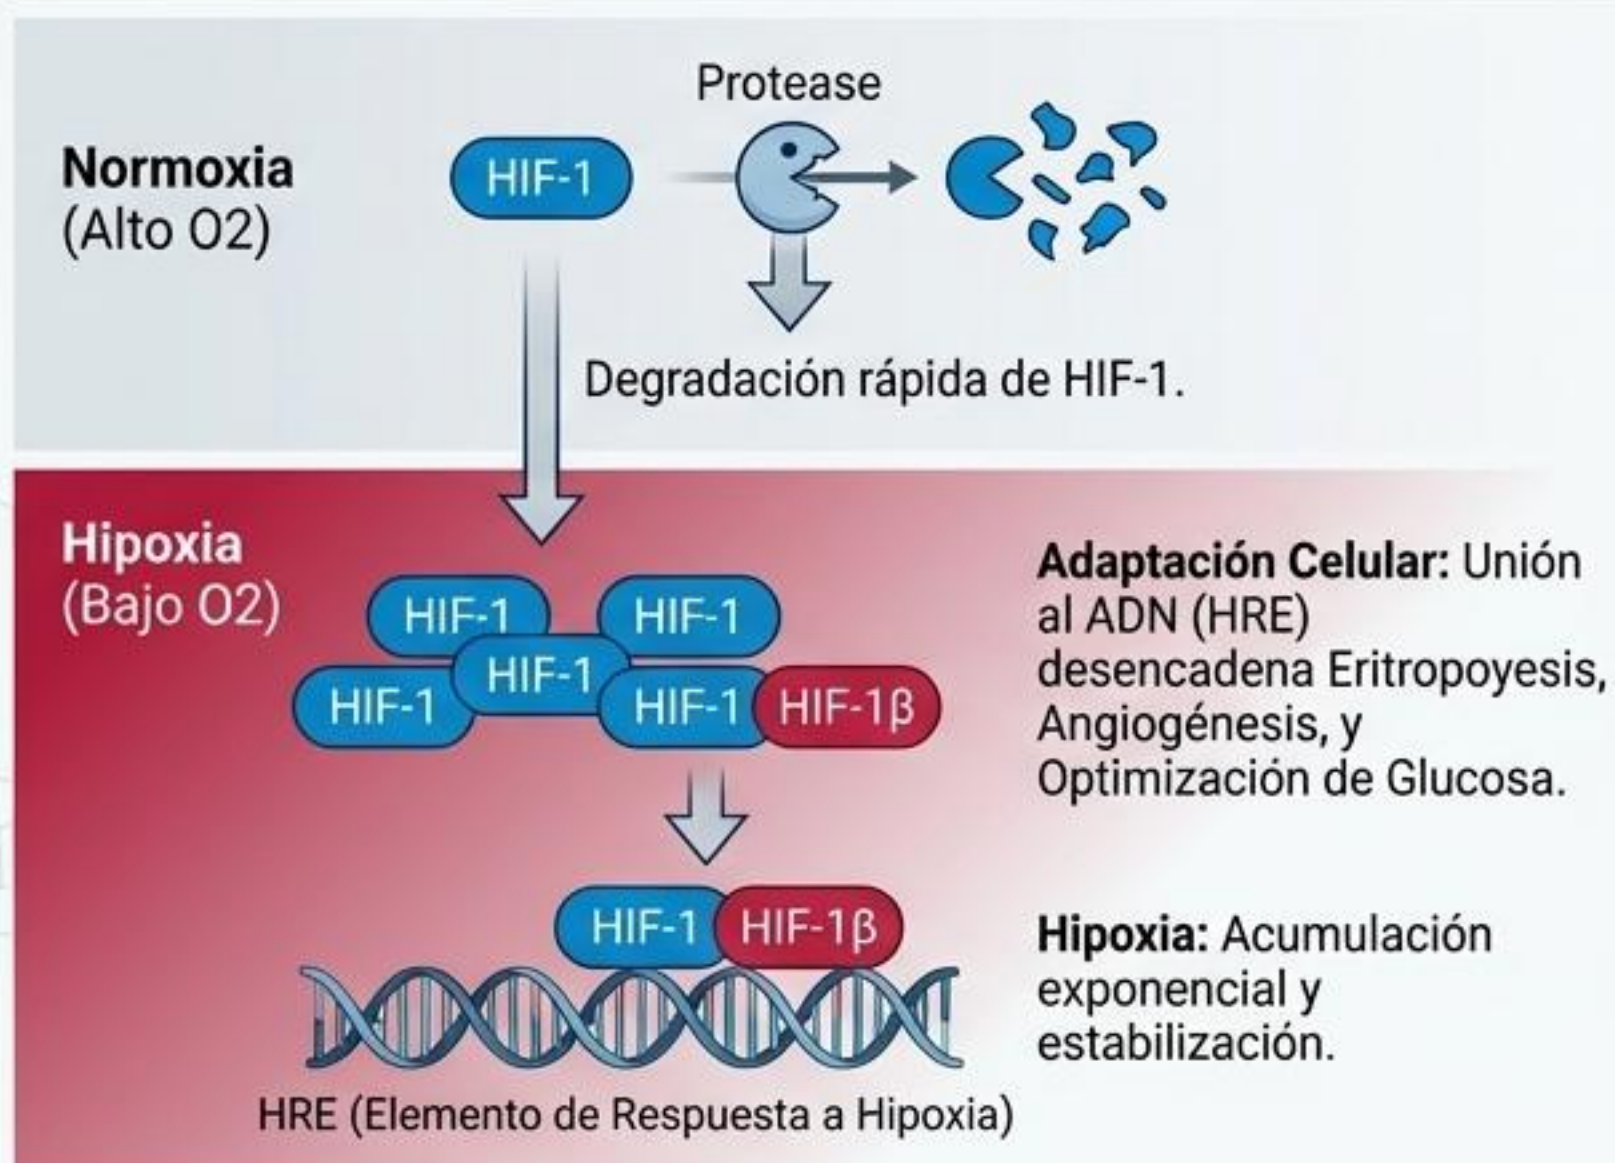 Protease
Normoxia
(Alto O2)
HIF-1
Degradación rápida de HIF-1.
Hipoxia
(Bajo O2)
HIF-1
HIF-1
HIF-1
HIF-1
HIF-1
HIF-1β
Adaptación Celular: Unión
al ADN (HRE)
desencadena Eritropoyesis,
Angiogénésis, y
Optimización de Glucosa.
HIF-1
HIF-1β
HRE (Elemento de Respuesta a Hipoxia)
Hipoxia: Acumulación
exponencial y
estabilización.